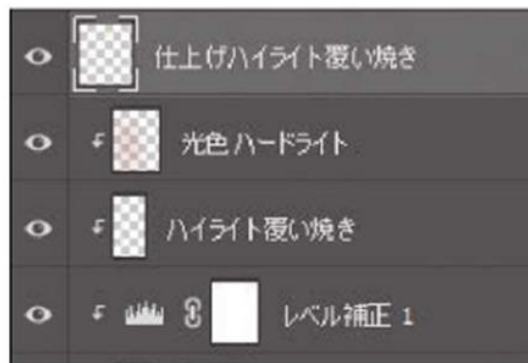 仕上げハイライト覆い焼き
光色 ハードライト
ハイライト覆い焼き
レベル補正 1